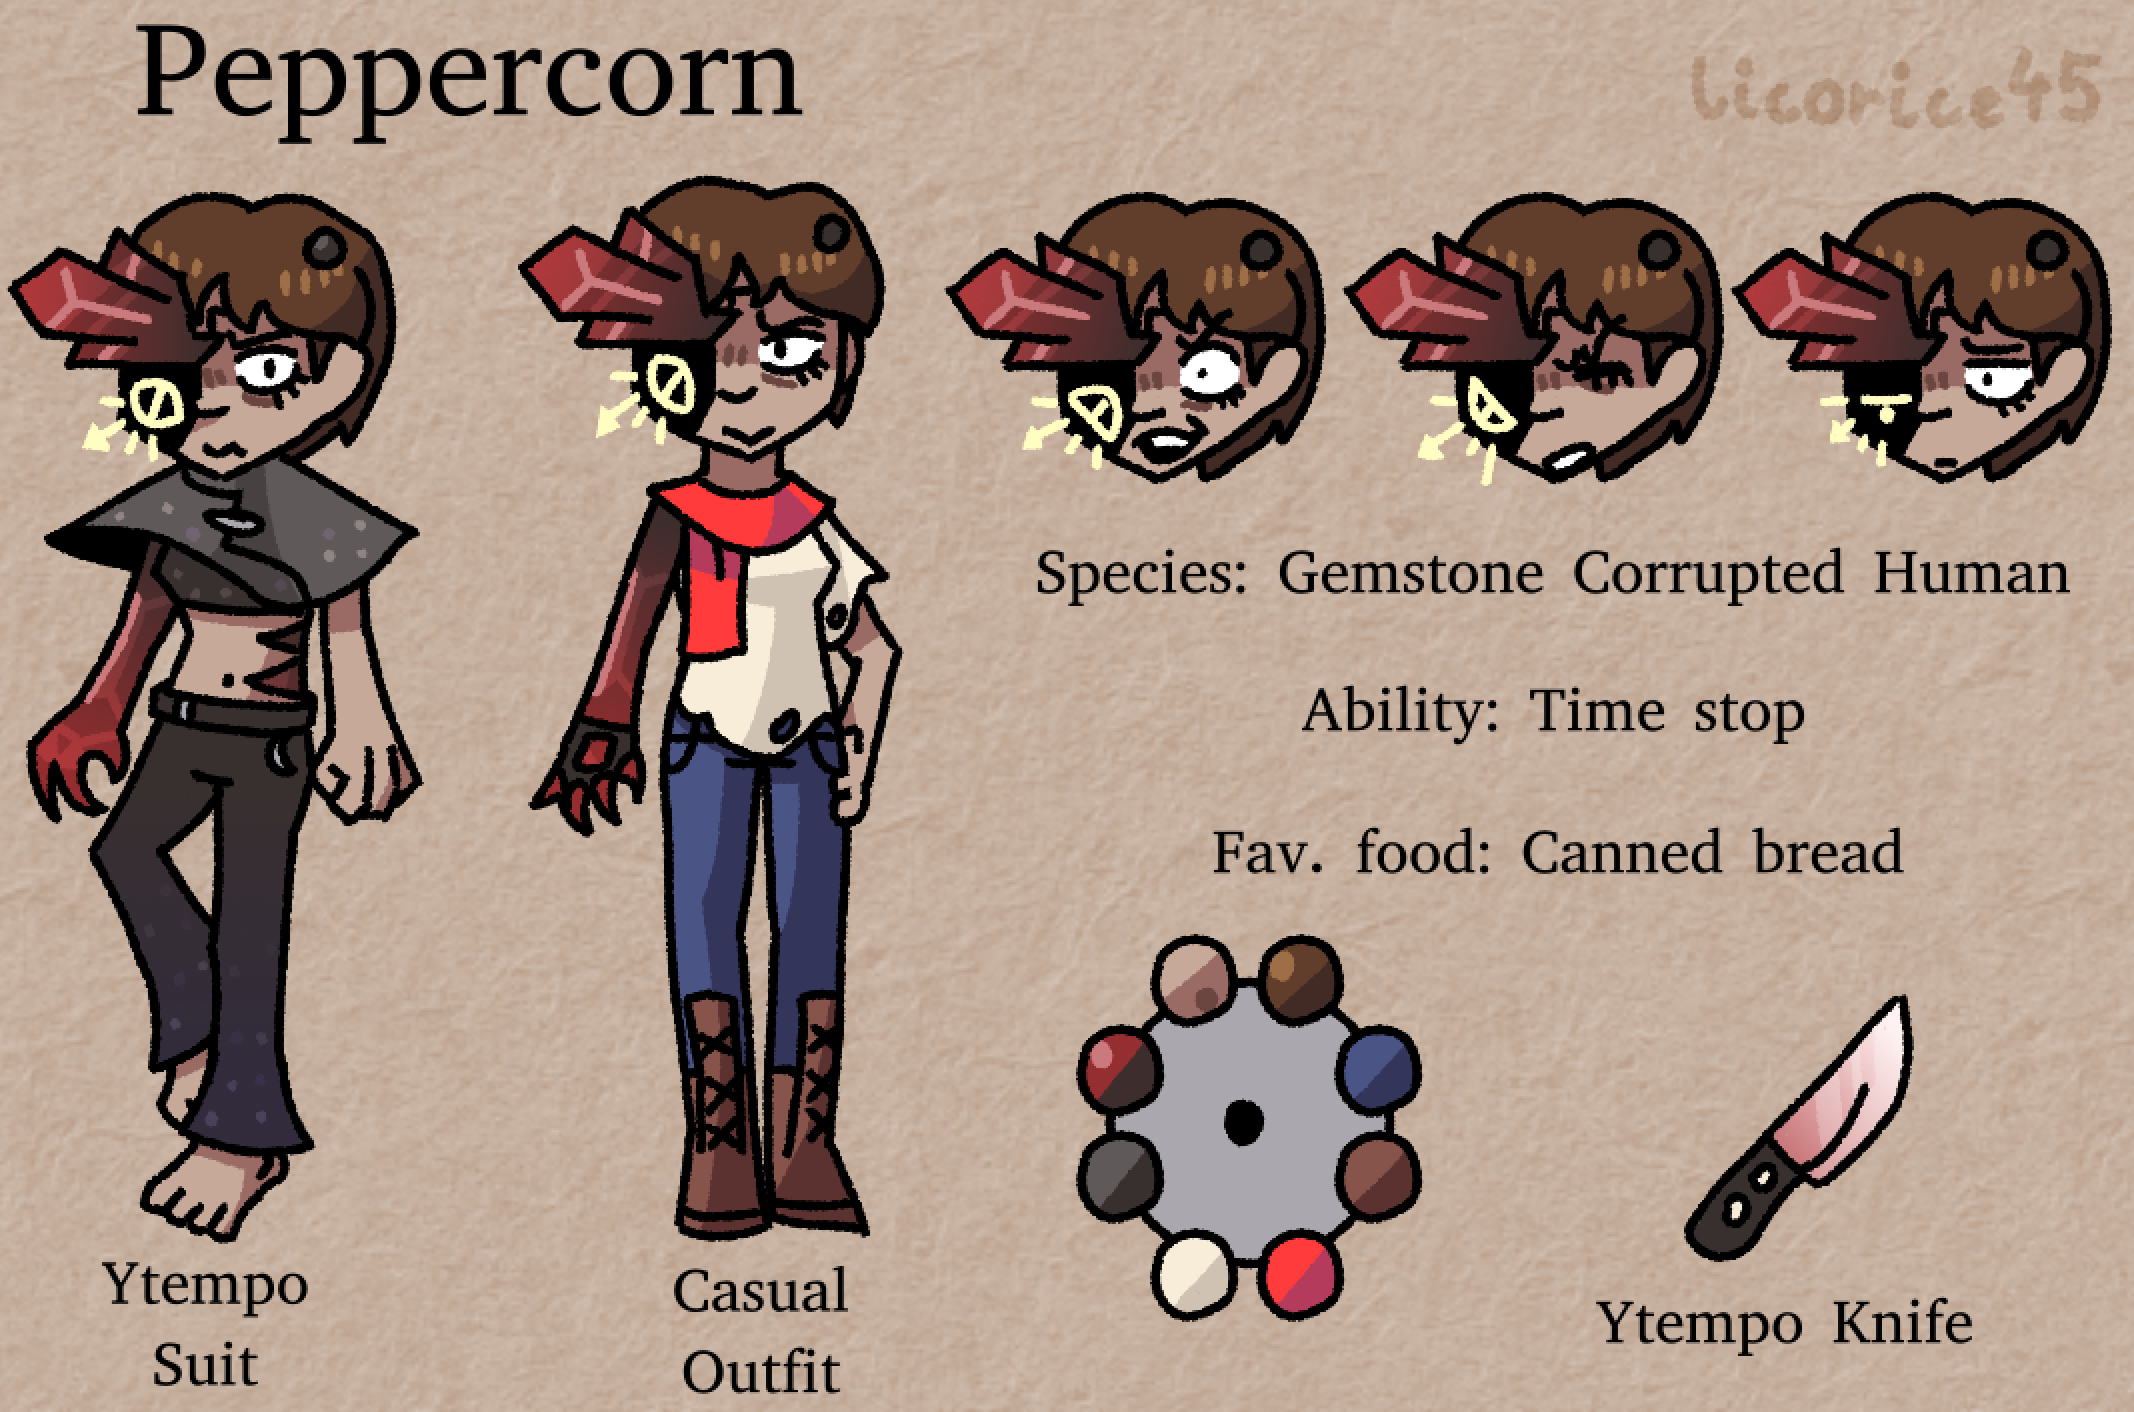 Peppercorn
licorice45
Species: Gemstone Corrupted Human
Ability: Time stop
Fav. food: Canned bread
Ytempo
Suit
Casual
Outfit
Ytempo Knife